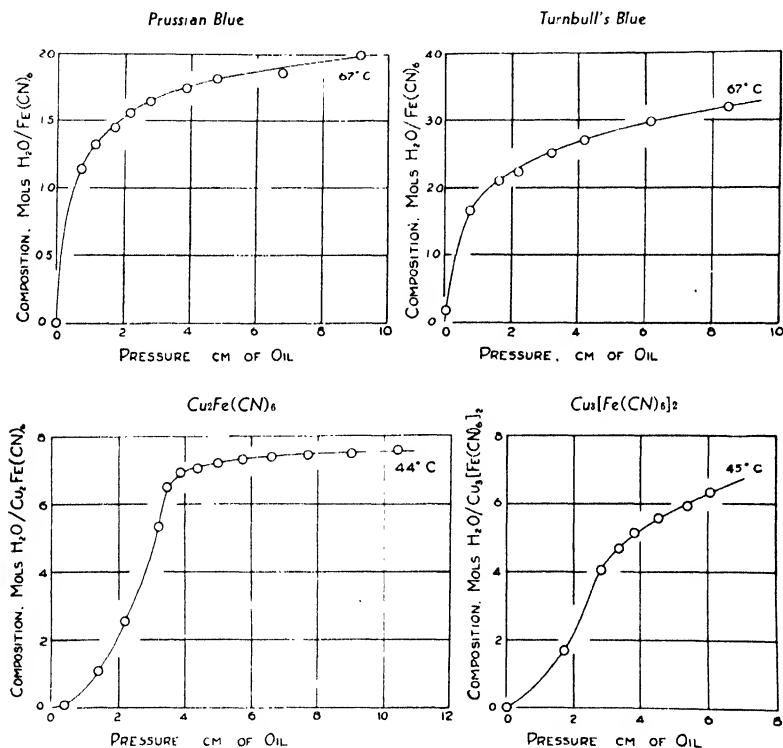 Prussian Blue
COMPOSITION. MOLS H₂O/Fe(CN)₆
2.0
1.5
1.0
0.5
0
67°C
0 2 4 6 8 10
PRESSURE CM OF OIL
Turnbull's Blue
COMPOSITION. MOLS H₂O/Fe(CN)₆
4.0
3.0
2.0
1.0
0
67°C
0 2 4 6 8 10
PRESSURE. CM OF OIL
Cu₂Fe(CN)₆
COMPOSITION. MOLS H₂O/Cu₂Fe(CN)₆
8
6
4
2
0
44°C
0 2 4 6 8 10 12
PRESSURE CM OF OIL
Cu₃[Fe(CN)₆]₂
COMPOSITION. MOLS H₂O/Cu₃[Fe(CN)₆]₂
8
6
4
2
0
45°C
0 2 4 6 8
PRESSURE CM OF OIL